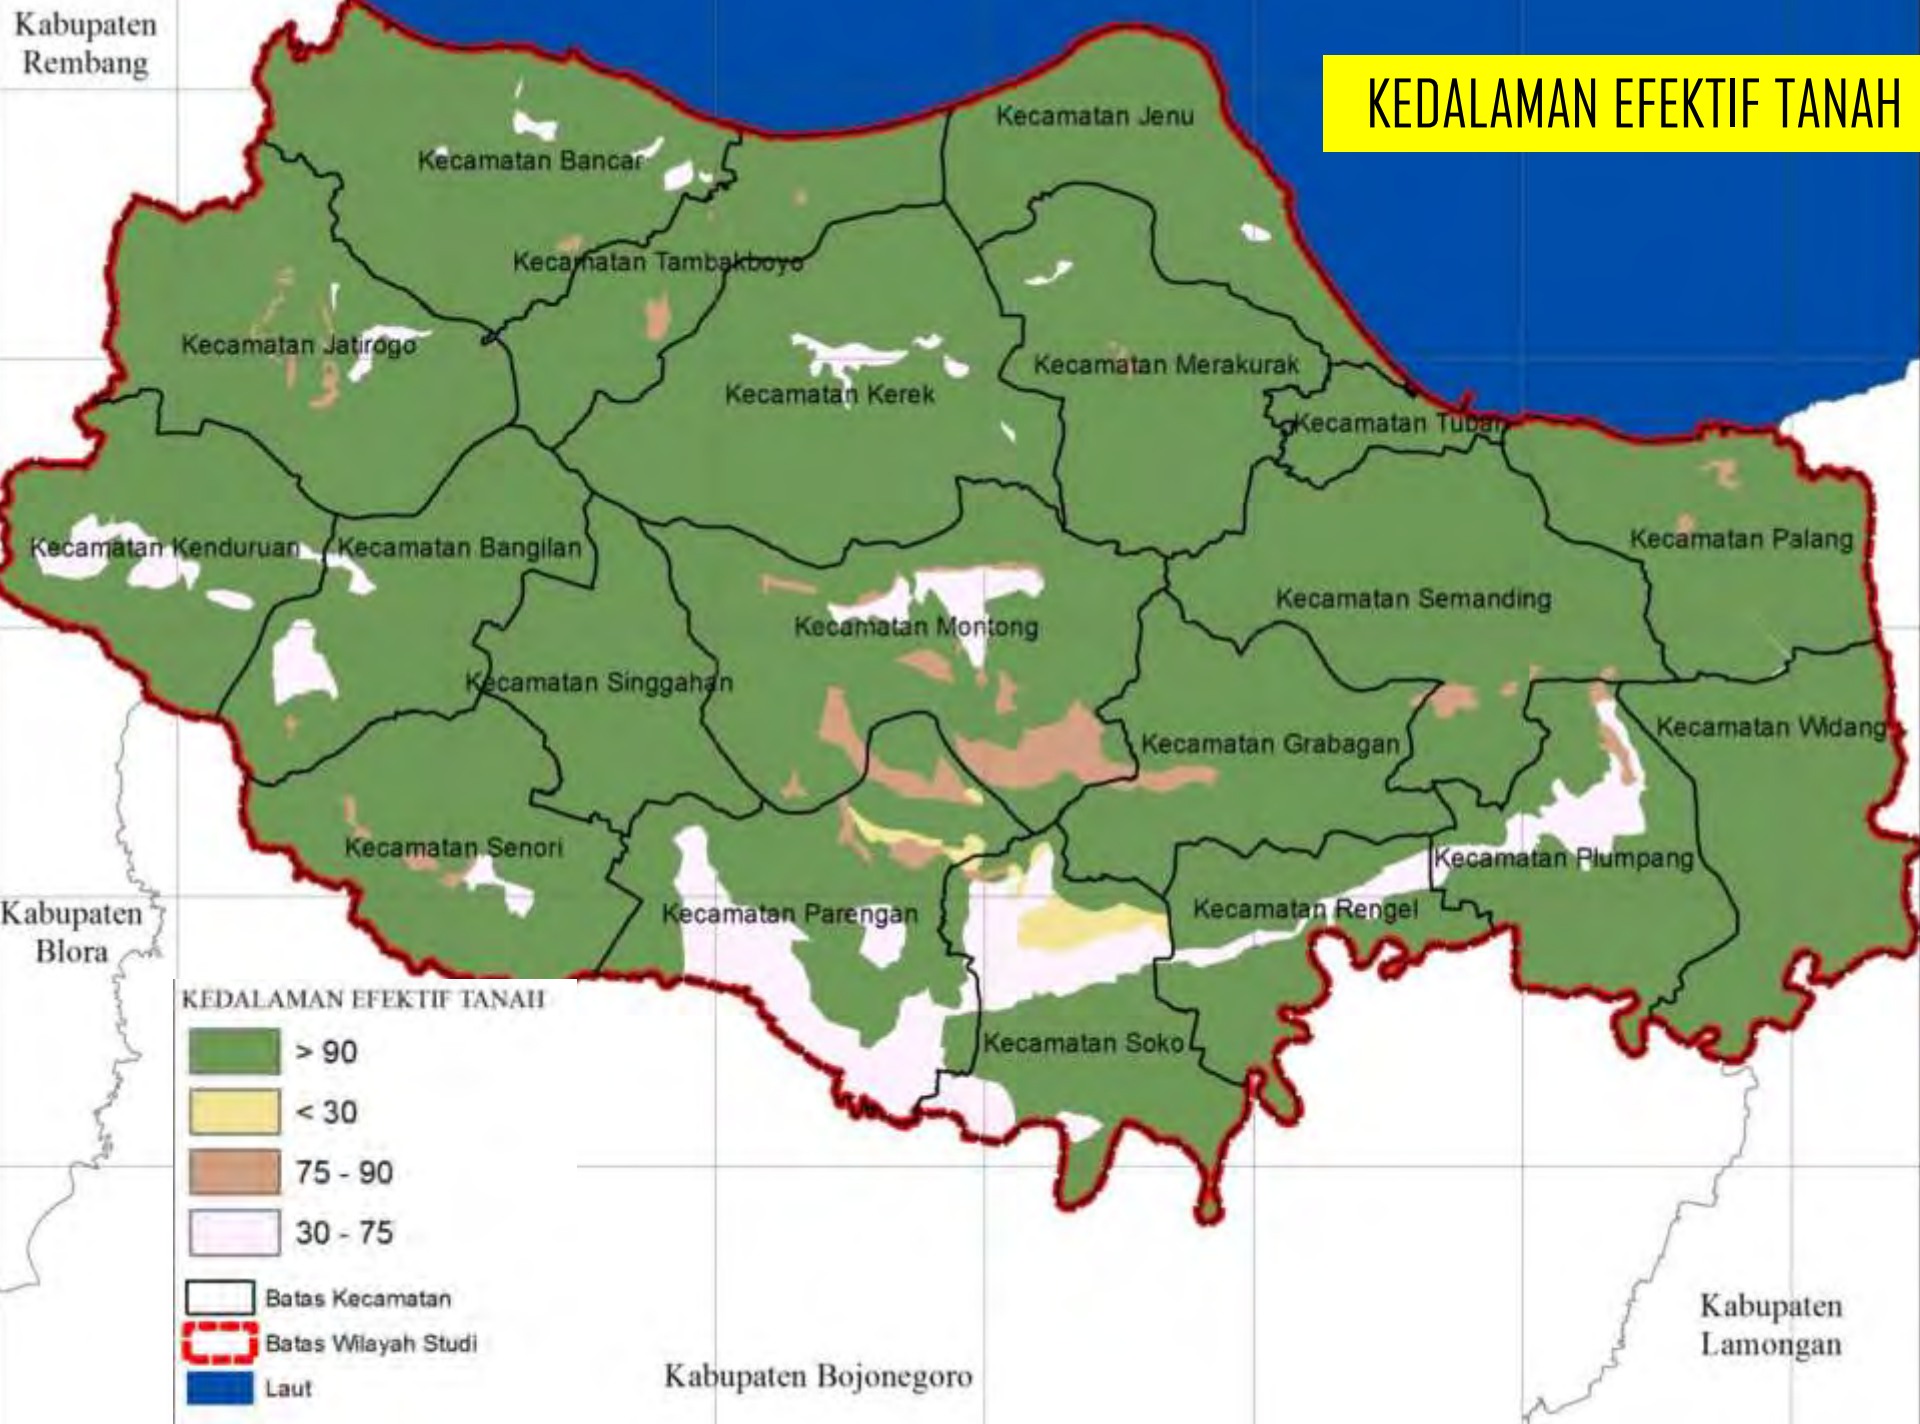 Kabupaten
Rembang
KEDALAMAN EFEKTIF TANAH
Kecamatan Jenu
Kecamatan Bancar
Kecamatan Tambakboyo
Kecamatan Jatirogo
Kecamatan Merakurak
Kecamatan Kerek
Kecamatan Tuban
Kecamatan Palang
Kecamatan Kenduruan
Kecamatan Bangilan
Kecamatan Semanding
Kecamatan Montong
Kecamatan Singgahan
Kecamatan Widang
Kecamatan Grabagan
Kecamatan Senori
Kecamatan Plumpang
Kecamatan Parengan
Kecamatan Rengel
Kabupaten
Blora
Kecamatan Soko
KEDALAMAN EFEKTIF TANAH
> 90
< 30
75 - 90
30 - 75
Batas Kecamatan
Batas Wilayah Studi
Laut
Kabupaten Bojonegoro
Kabupaten
Lamongan